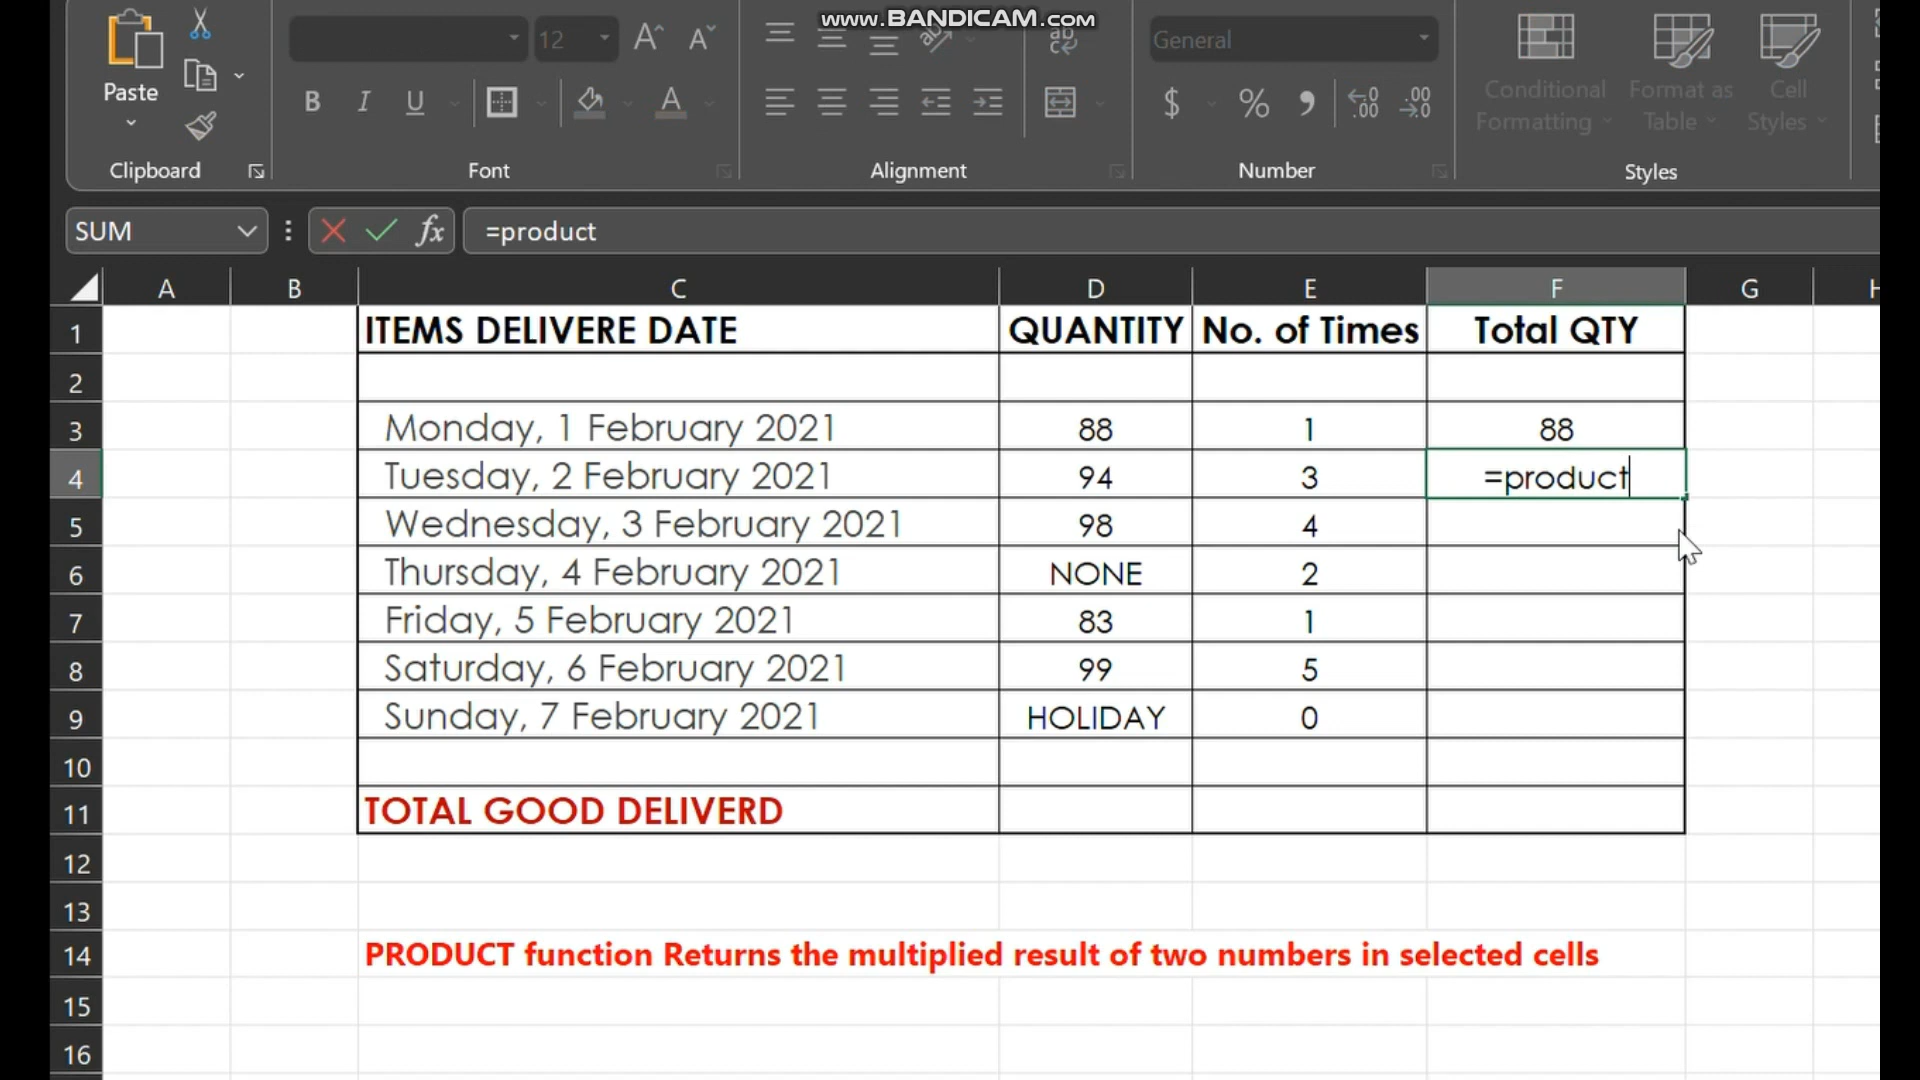 www.BANDICAM.com
12
General
Paste
B I U
Conditional Formatting
Format as Table
Cell Styles
Clipboard
Font
Alignment
Number
Styles
SUM
=product
A B C D E F G H
1 ITEMS DELIVERE DATE QUANTITY No. of Times Total QTY
2
3 Monday, 1 February 2021 88 1 88
4 Tuesday, 2 February 2021 94 3 =product
5 Wednesday, 3 February 2021 98 4
6 Thursday, 4 February 2021 NONE 2
7 Friday, 5 February 2021 83 1
8 Saturday, 6 February 2021 99 5
9 Sunday, 7 February 2021 HOLIDAY 0
10
11 TOTAL GOOD DELIVERD
12
13
14 PRODUCT function Returns the multiplied result of two numbers in selected cells
15
16